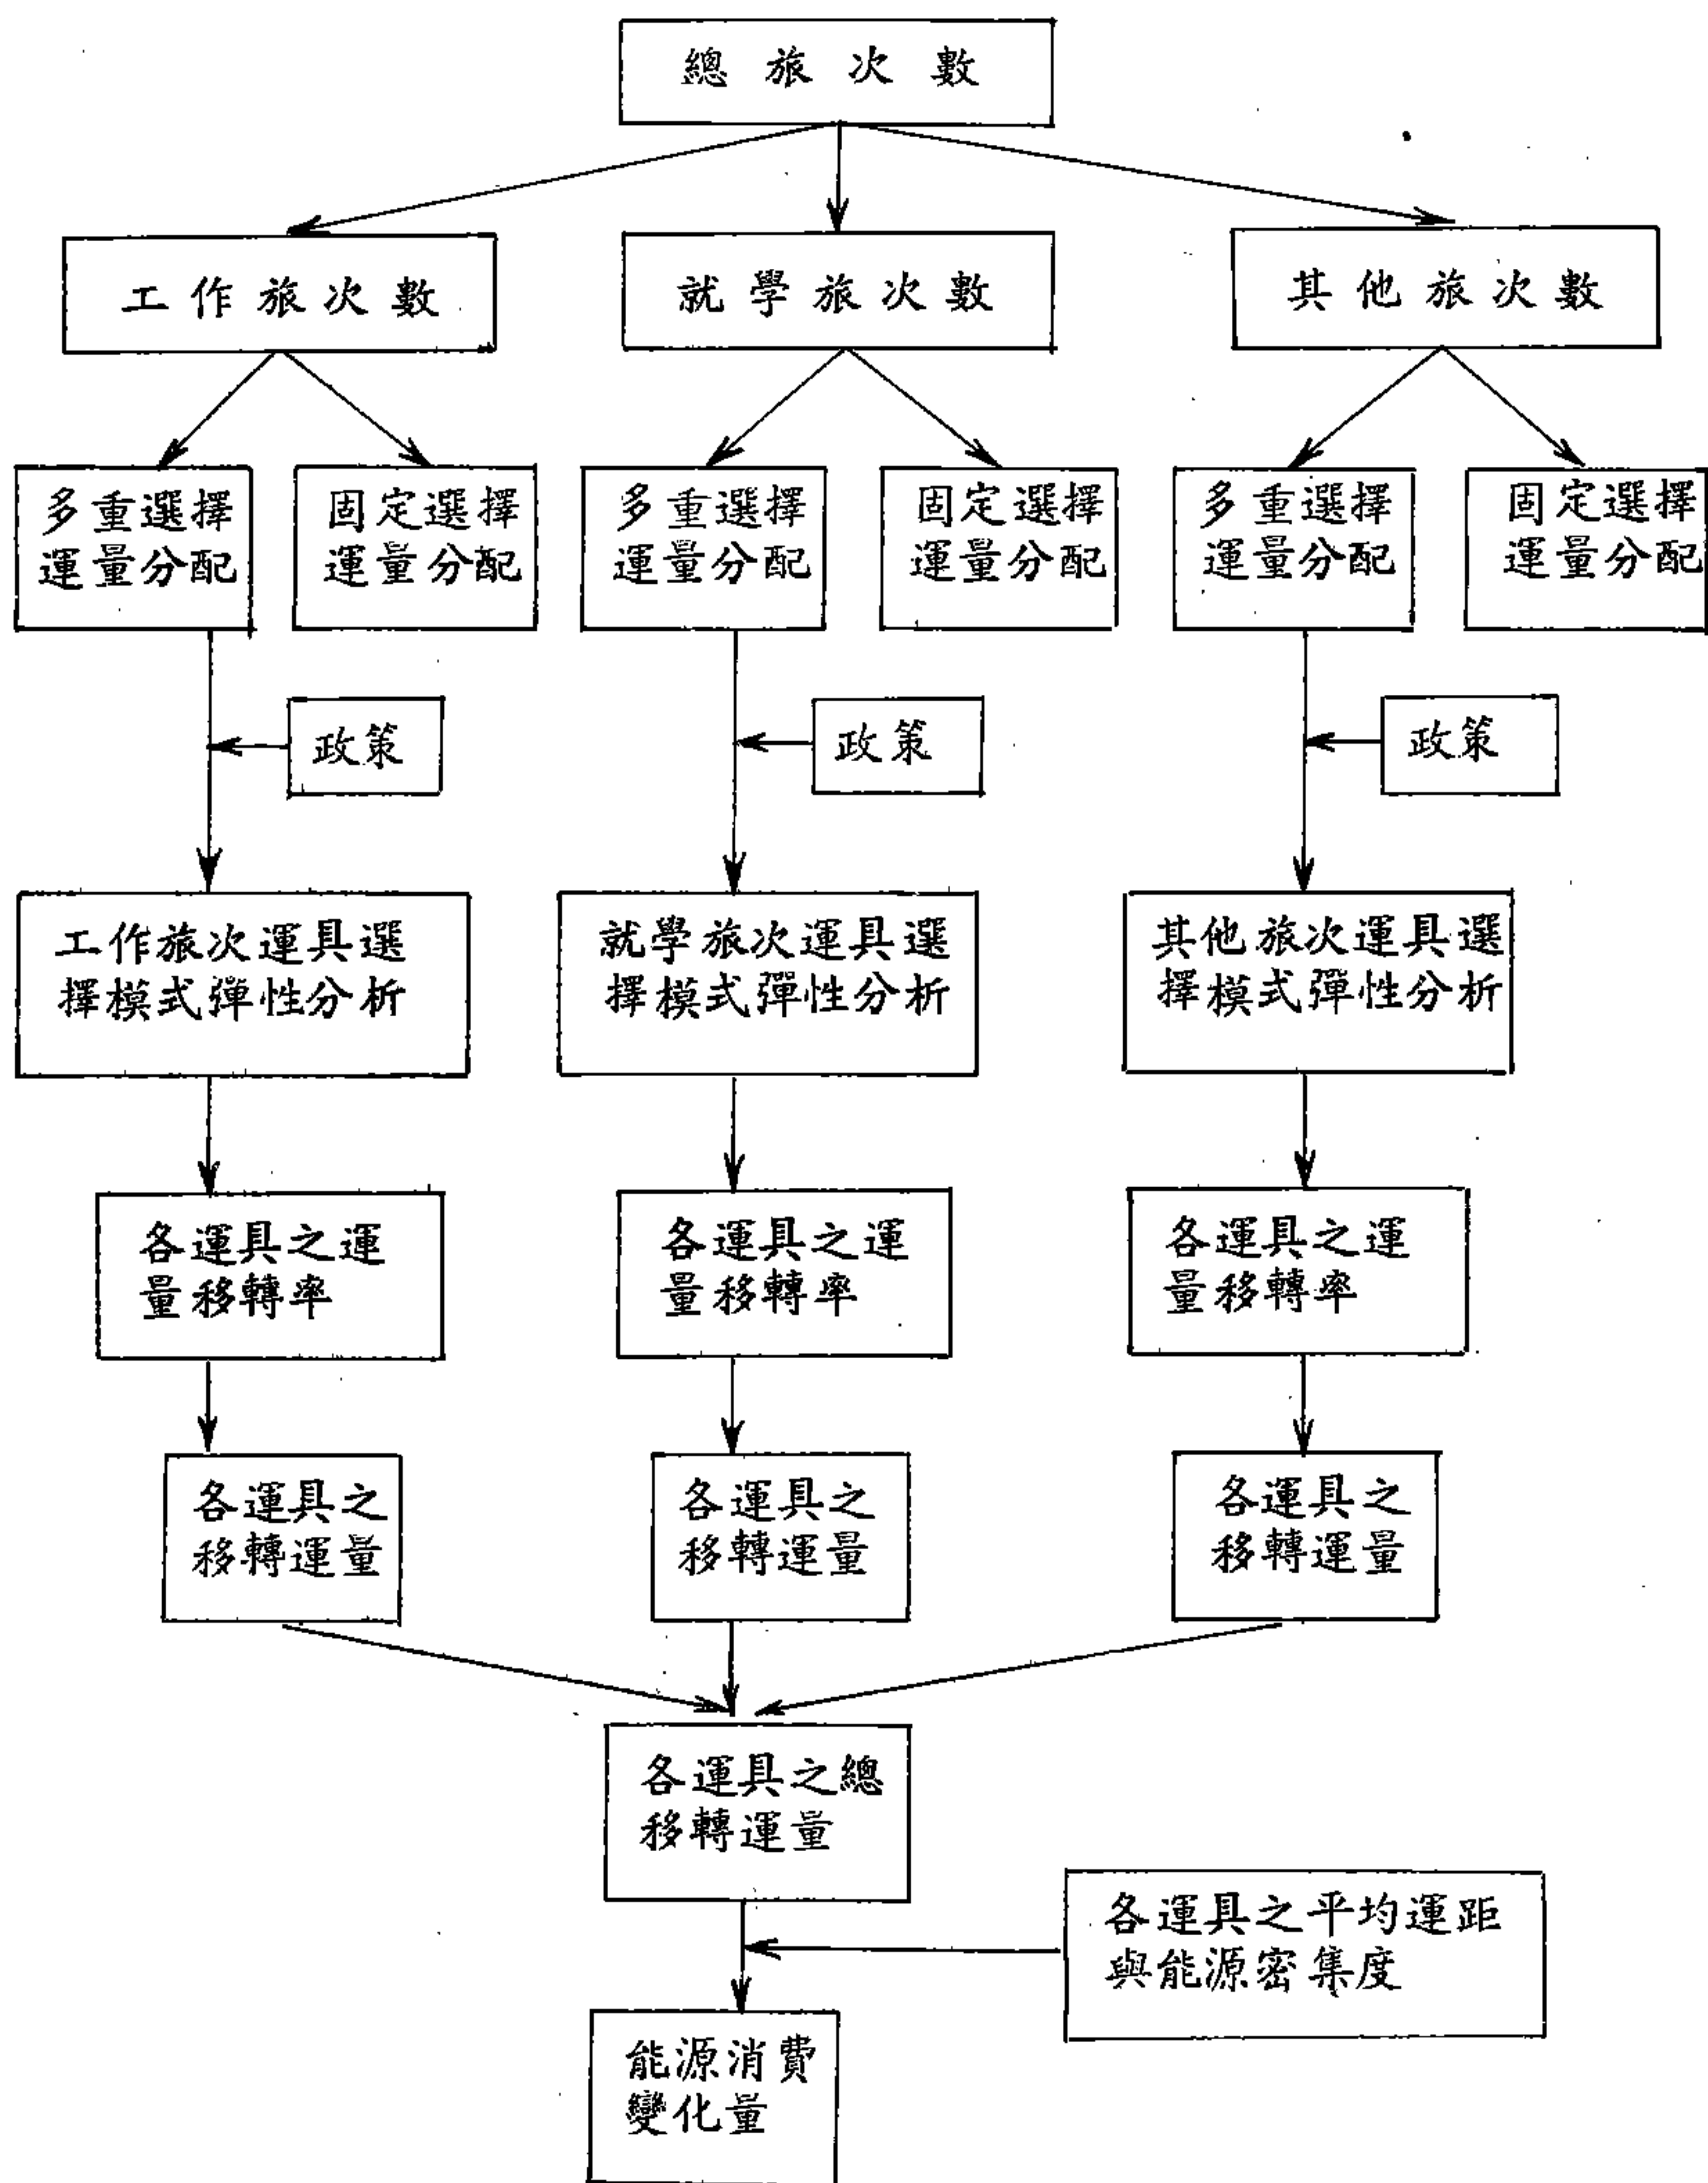 總旅次數
工作旅次數
就學旅次數
其他旅次數
多重選擇
運量分配
固定選擇
運量分配
多重選擇
運量分配
固定選擇
運量分配
多重選擇
運量分配
固定選擇
運量分配
政策
政策
政策
工作旅次運具選
擇模式彈性分析
就學旅次運具選
擇模式彈性分析
其他旅次運具選
擇模式彈性分析
各運具之運
量移轉率
各運具之運
量移轉率
各運具之運
量移轉率
各運具之
移轉運量
各運具之
移轉運量
各運具之
移轉運量
各運具之總
移轉運量
各運具之平均運距
與能源密集度
能源消費
變化量